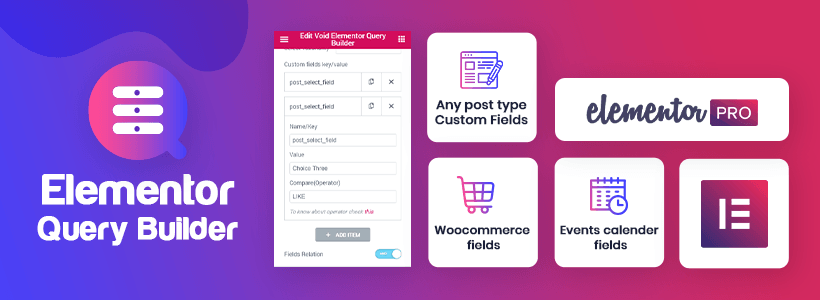 Elementor
Query Builder
Edit Void Elementor Query
Builder
Custom fields key/value
post_select_field
post_select_field
Name/Key
post_select_field
Value
Choice Three
Compare(Operator)
LIKE
To know about operator check this
+ ADD ITEM
Fields Relation
Any post type
Custom Fields
Woocommerce
fields
elementor PRO
Events calender
fields